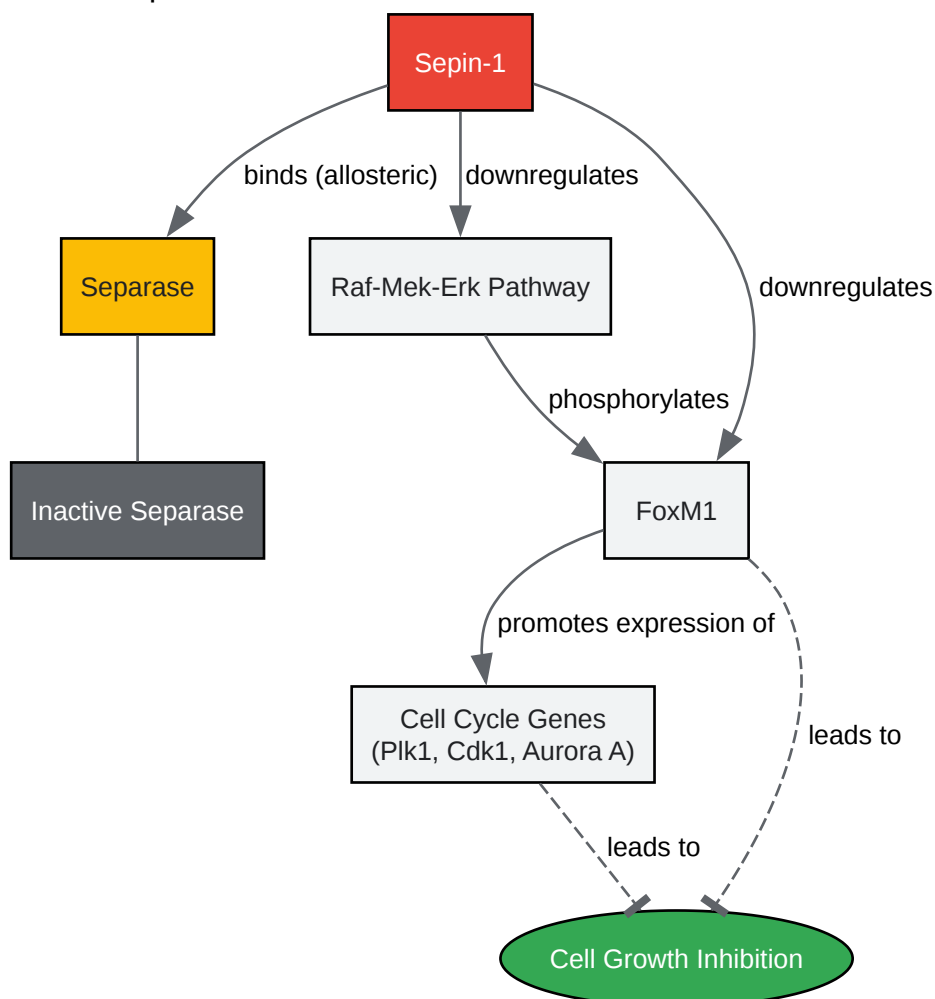 Sepin-1
binds (allosteric)
downregulates
Separase
Raf-Mek-Erk Pathway
downregulates
phosphorylates
Inactive Separase
FoxM1
promotes expression of
Cell Cycle Genes
(Plk1, Cdk1, Aurora A)
leads to
leads to
Cell Growth Inhibition